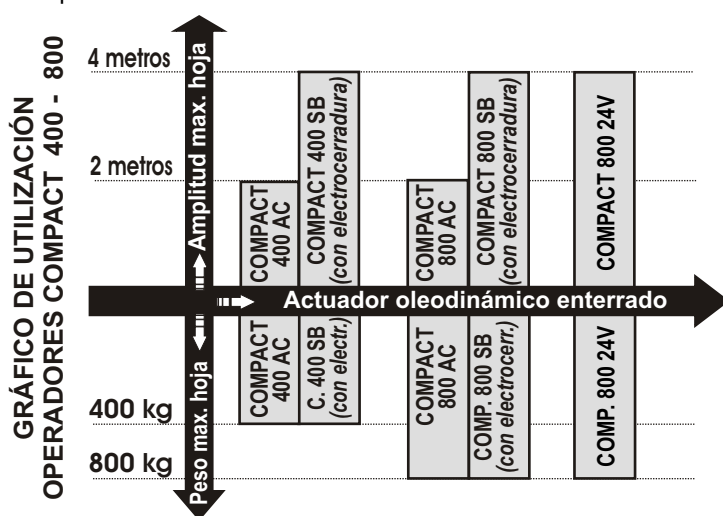 GRÁFICO DE UTILIZACIÓN
OPERADORES COMPACT 400 - 800
Amplitud max. hoja
Peso max. hoja
4 metros
2 metros
400 kg
800 kg
COMPACT
400 AC
COMPACT 400 SB
(con electrocerradura)
COMPACT
800 AC
COMPACT 800 SB
(con electrocerradura)
COMPACT 800 24V
Actuador oleodinámico enterrado
COMPACT
400 AC
C. 400 SB
(con electr.)
COMPACT
800 AC
COMP. 800 SB
(con electrocerr.)
COMP. 800 24V